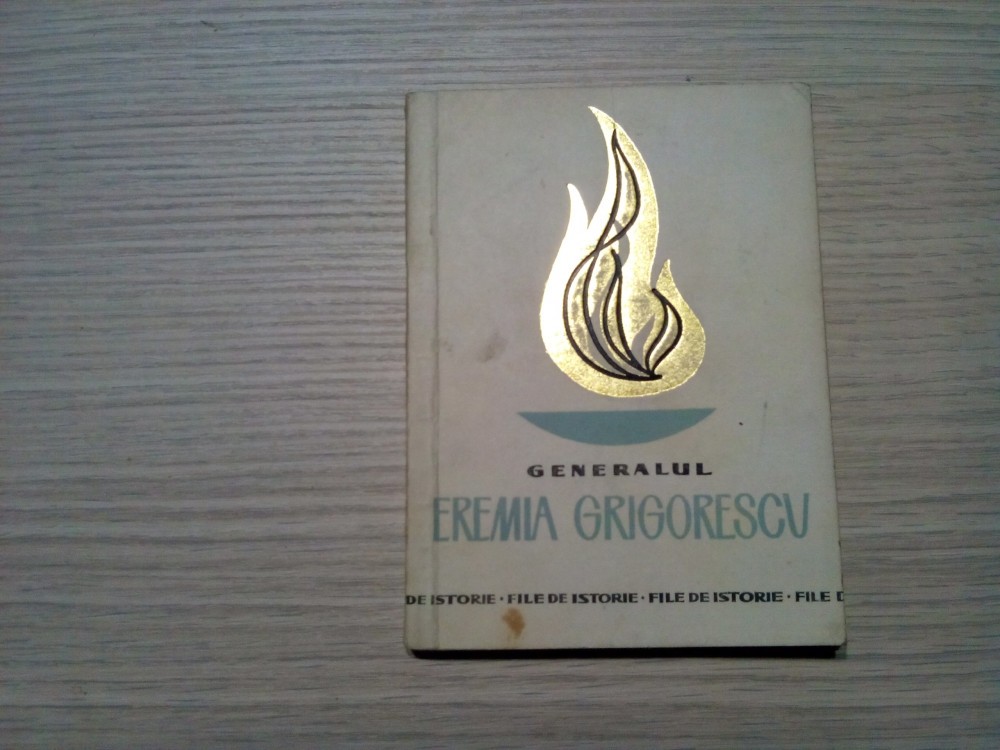 GENERALUL
EREMIA GRIGORESCU
DE ISTORIE · FILE DE ISTORIE · FILE DE ISTORIE · FILE D